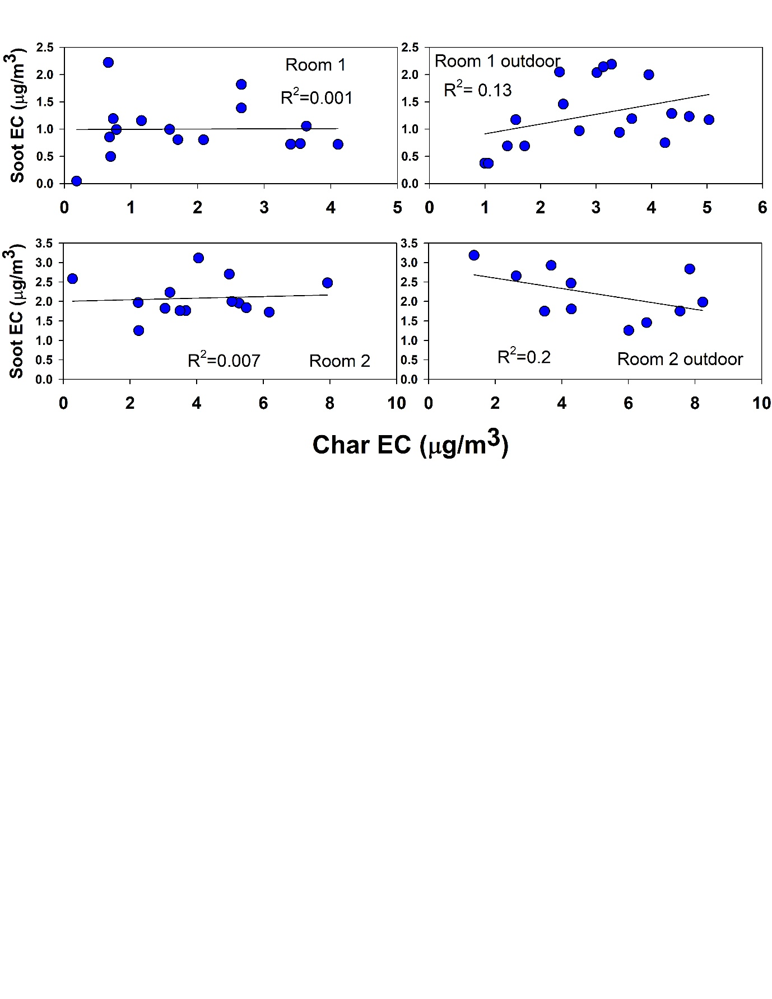 Soot EC (μg/m³)
2.5
2.0
1.5
1.0
0.5
0.0
0 1 2 3 4 5
Room 1
R²=0.001
2.5
2.0
1.5
1.0
0.5
0.0
0 1 2 3 4 5 6
Room 1 outdoor
R²= 0.13
Soot EC (μg/m³)
3.5
3.0
2.5
2.0
1.5
1.0
0.5
0.0
0 2 4 6 8 10
R²=0.007 Room 2
3.5
3.0
2.5
2.0
1.5
1.0
0.5
0.0
0 2 4 6 8 10
R²=0.2 Room 2 outdoor
Char EC (μg/m³)